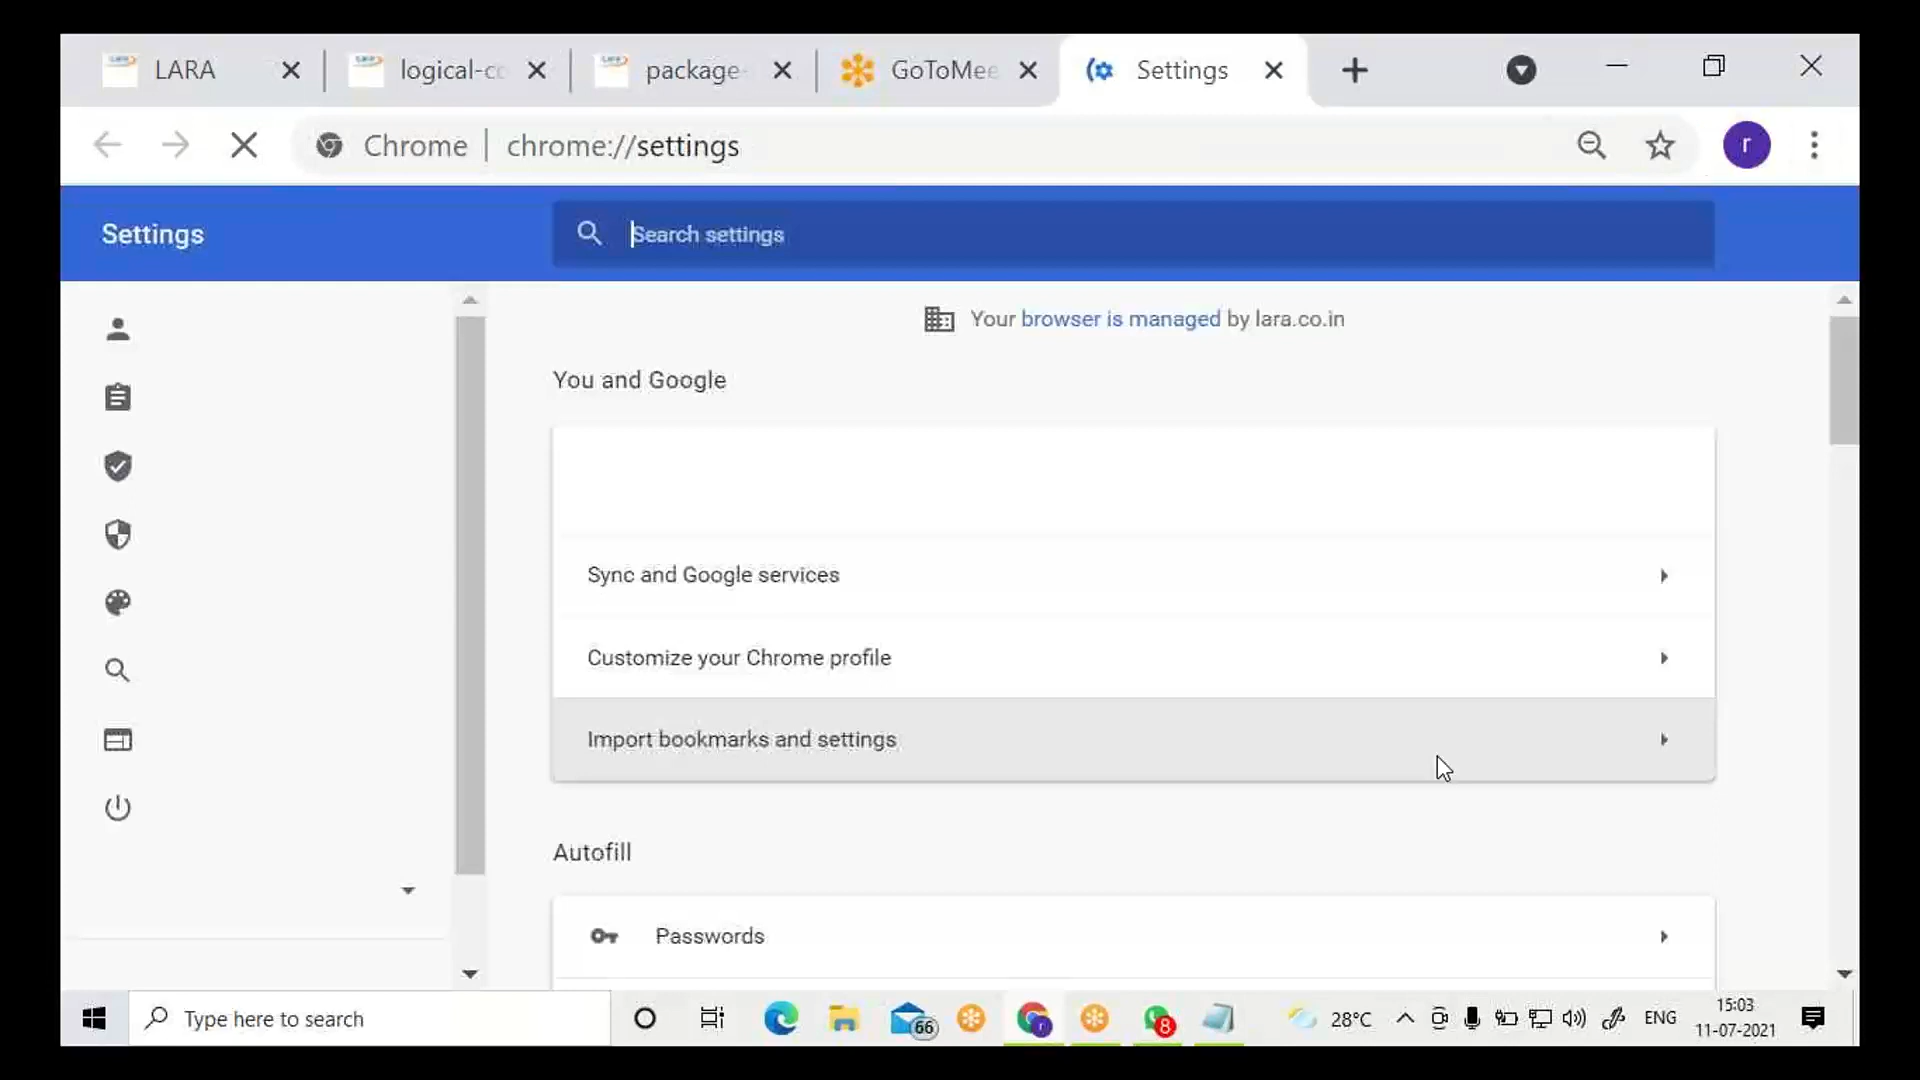 LARA
logical-co
package-
GoToMee
Settings
Chrome | chrome://settings
r
Settings
Search settings
Your browser is managed by lara.co.in
You and Google
Sync and Google services
Customize your Chrome profile
Import bookmarks and settings
Autofill
Passwords
Type here to search
66
r
8
28°C
ENG
15:03
11-07-2021